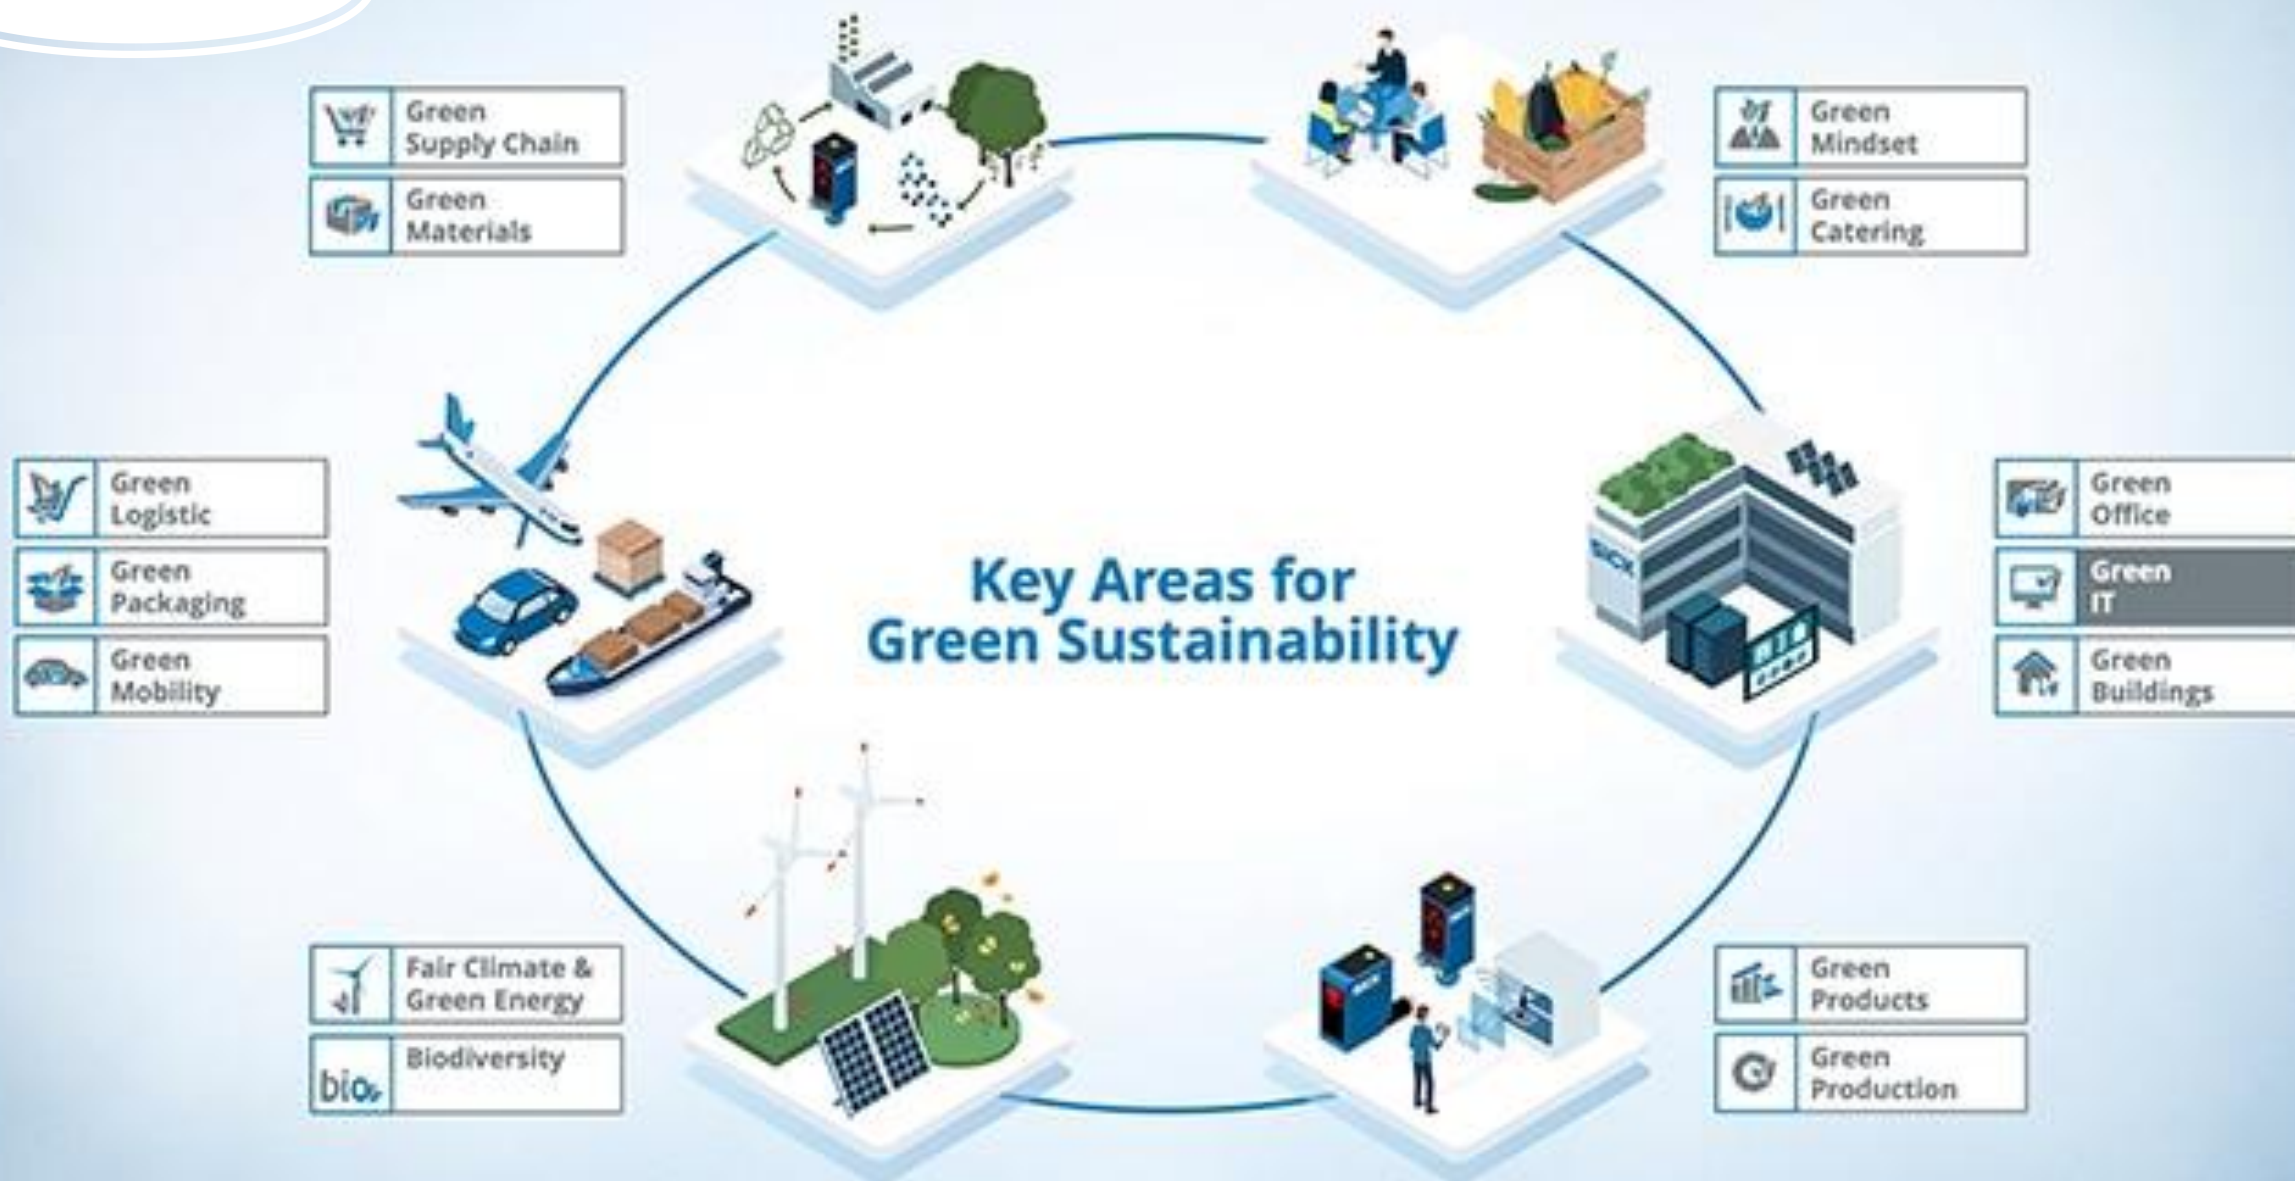 Green
Supply Chain
Green
Materials
Green
Mindset
Green
Catering
Green
Logistic
Green
Packaging
Green
Mobility
Key Areas for
Green Sustainability
SICK
Green
Office
Green
IT
Green
Buildings
Fair Climate &
Green Energy
bio
Biodiversity
Green
Products
Green
Production